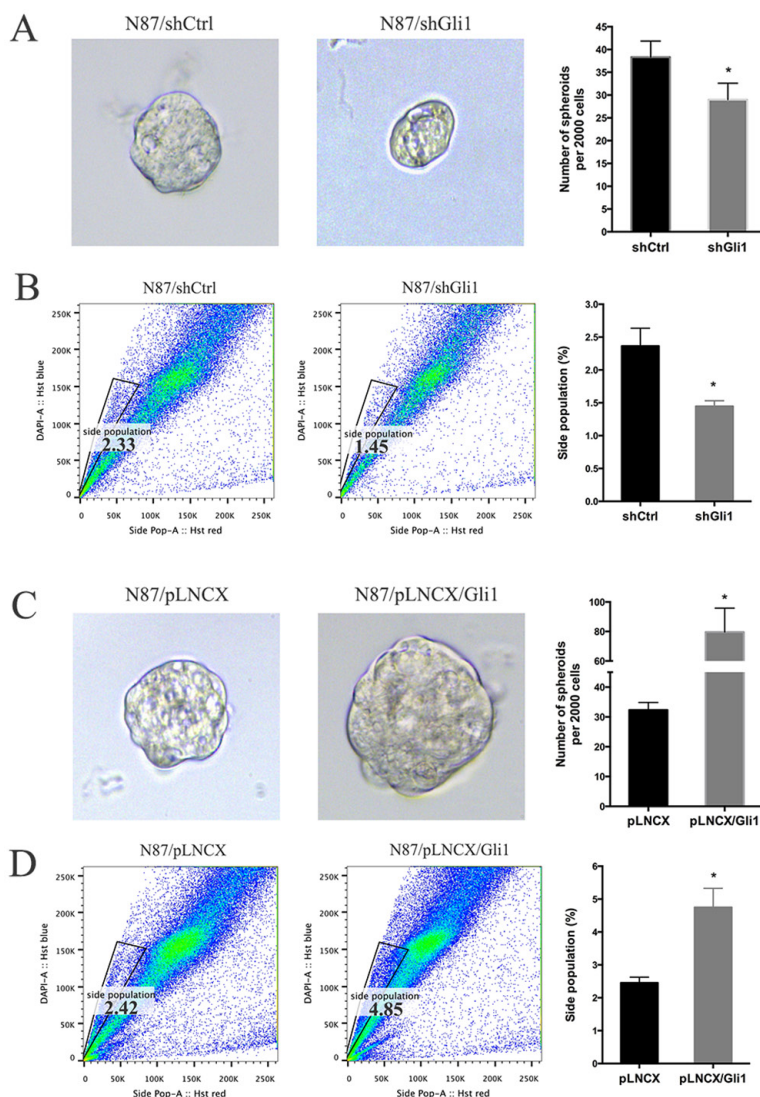 A
N87/shCtrl
N87/shGli1
Number of spheroids
per 2000 cells
45
40
35
30
25
20
15
10
5
0
*
shCtrl
shGli1
B
N87/shCtrl
N87/shGli1
DAPI-A :: Hst blue
250K
200K
150K
100K
50K
0
side population
2.33
0
50K
100K
150K
200K
250K
Side Pop-A :: Hst red
DAPI-A :: Hst blue
250K
200K
150K
100K
50K
0
side population
1.45
0
50K
100K
150K
200K
250K
Side Pop-A :: Hst red
Side population (%)
3.0
2.5
2.0
1.5
1.0
0.5
0.0
*
shCtrl
shGli1
C
N87/pLNCX
N87/pLNCX/Gli1
Number of spheroids
per 2000 cells
100
80
60
40
30
20
10
0
*
pLNCX
pLNCX/Gli1
D
N87/pLNCX
N87/pLNCX/Gli1
DAPI-A :: Hst blue
250K
200K
150K
100K
50K
0
side population
2.42
0
50K
100K
150K
200K
250K
Side Pop-A :: Hst red
DAPI-A :: Hst blue
250K
200K
150K
100K
50K
0
side population
4.85
0
50K
100K
150K
200K
250K
Side Pop-A :: Hst red
Side population (%)
6
5
4
3
2
1
0
*
pLNCX
pLNCX/Gli1